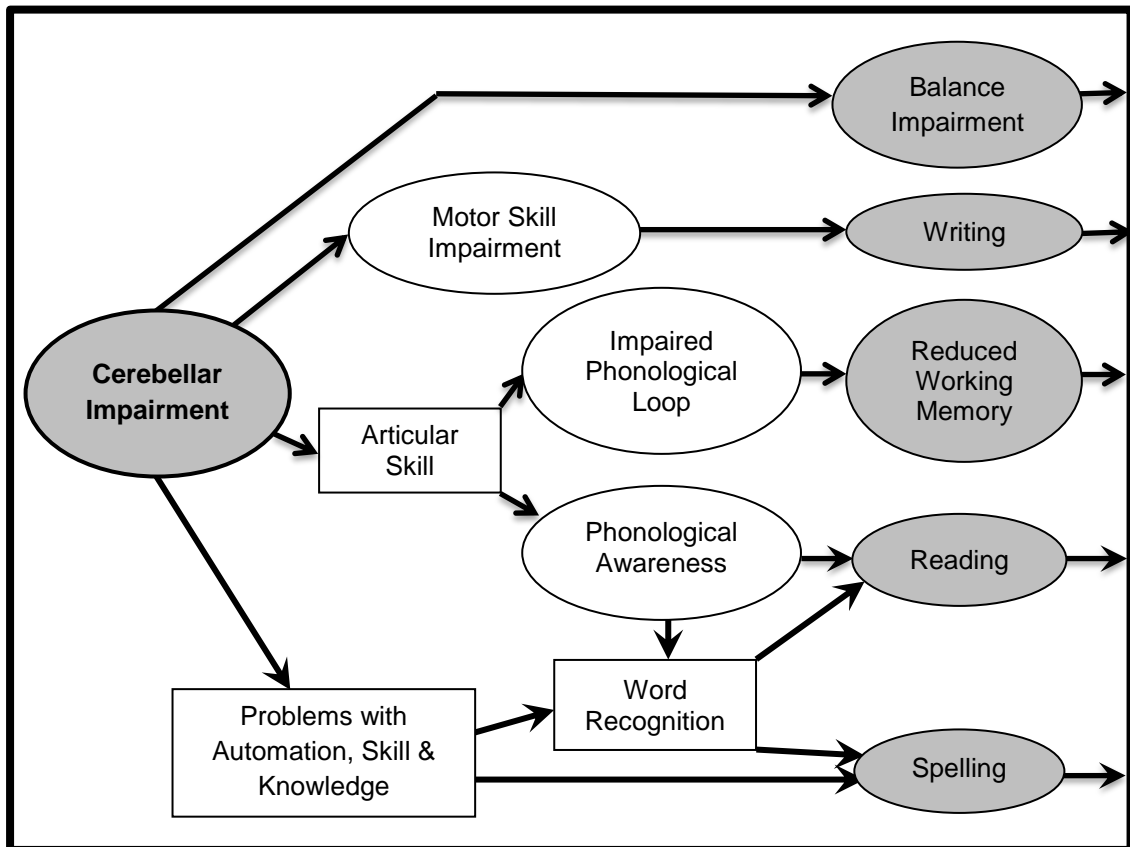 Balance
Impairment
Motor Skill
Impairment
Writing
Cerebellar
Impairment
Impaired
Phonological
Loop
Reduced
Working
Memory
Articular
Skill
Phonological
Awareness
Reading
Problems with
Automation, Skill &
Knowledge
Word
Recognition
Spelling